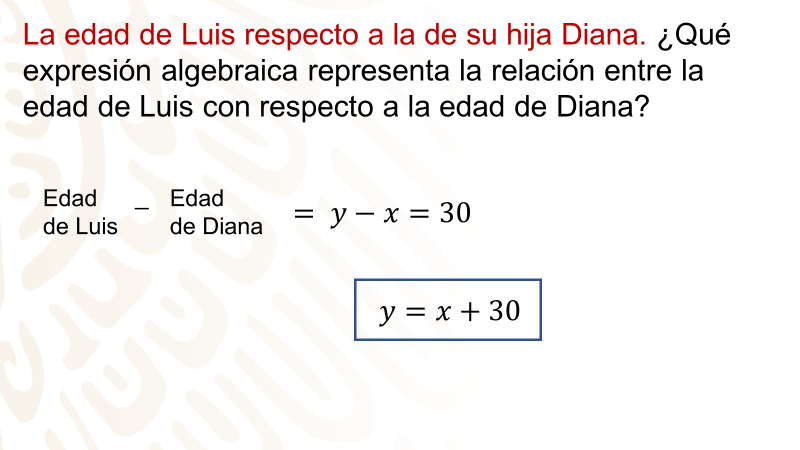 La edad de Luis respecto a la de su hija Diana. ¿Qué
expresión algebraica representa la relación entre la
edad de Luis con respecto a la edad de Diana?
Edad de Luis − Edad de Diana = y − x = 30
y = x + 30